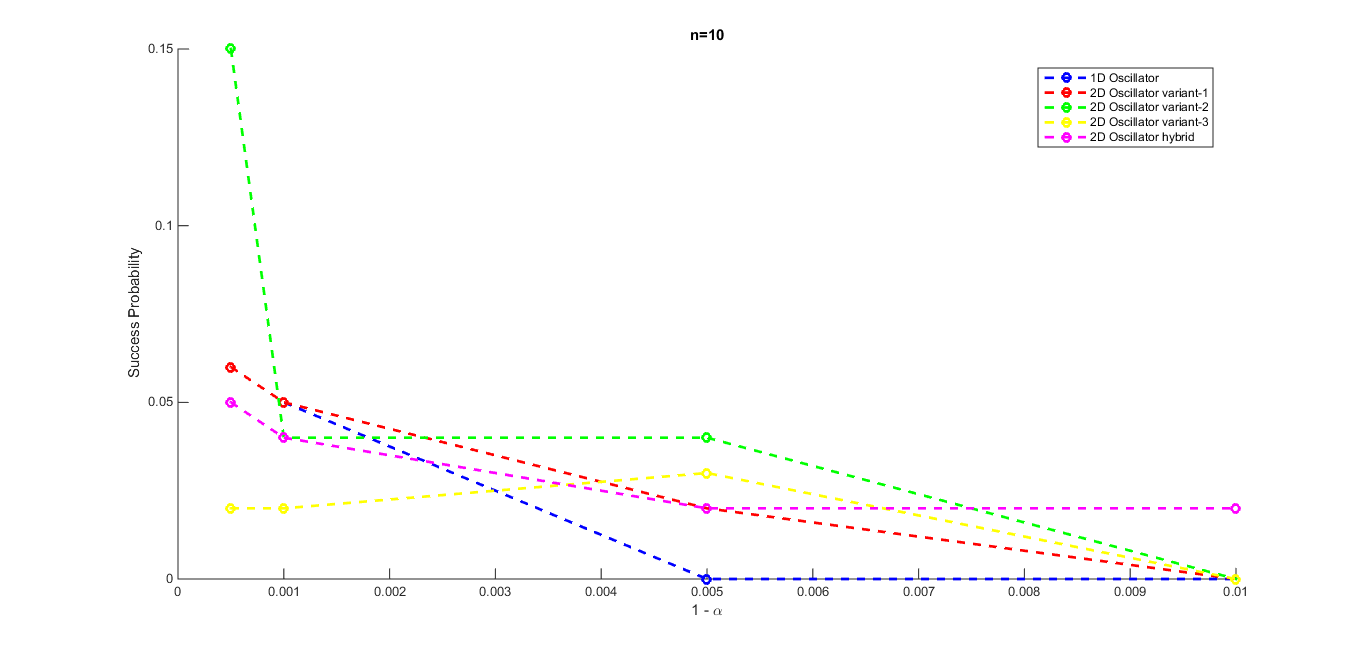 n=10
0.15
0.1
0.05
0
Success Probability
1D Oscillator
2D Oscillator variant-1
2D Oscillator variant-2
2D Oscillator variant-3
2D Oscillator hybrid
0 0.001 0.002 0.003 0.004 0.005 0.006 0.007 0.008 0.009 0.01
1 - α